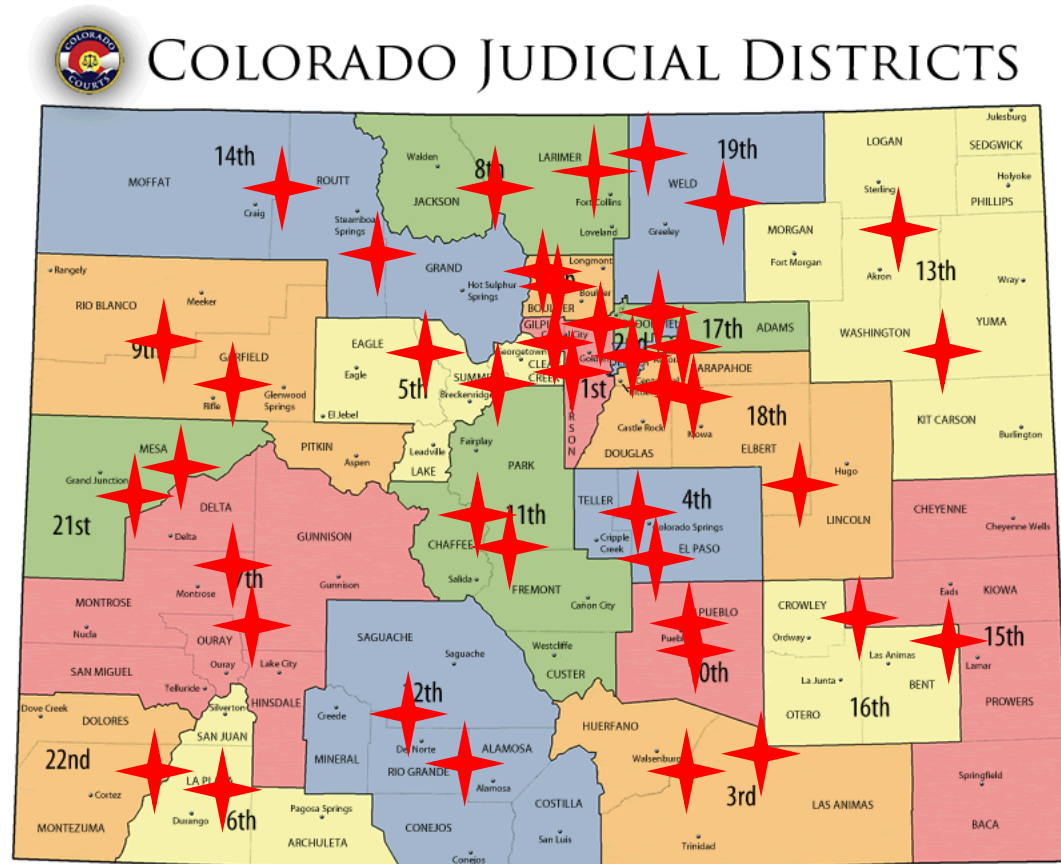 COLORADO
COURTS
COLORADO JUDICIAL DISTRICTS
14th
MOFFAT
ROUTT
Craig
Walden
8th
LARIMER
JACKSON
Fort Collins
Loveland
19th
WELD
Greeley
LOGAN
Sterling
Julesburg
SEDGWICK
Holyoke
PHILLIPS
MORGAN
Fort Morgan
Akron
13th
Wray
YUMA
WASHINGTON
KIT CARSON
Burlington
Springs
GRAND
Hot Sulphur
Springs
Rangely
RIO BLANCO
Meeker
9th
GARFIELD
Rifle
Glenwood
Springs
EAGLE
Eagle
5th
El Jebel
Breckenridge
Leadville
LAKE
Longmont
BOULDER
CLEAR
CREEK
1st
17th
ADAMS
ARAPAHOE
18th
Castle Rock
Kiowa
ELBERT
DOUGLAS
Hugo
LINCOLN
PITKIN
Aspen
MESA
Grand Junction
21st
Fairplay
PARK
11th
CHAFFEE
Salida
FREMONT
Cañon City
Westcliffe
CUSTER
TELLER
4th
Colorado Springs
Cripple
Creek
EL PASO
DELTA
Delta
GUNNISON
Gunnison
7th
Montrose
MONTROSE
Nucla
OURAY
Ouray
Lake City
SAN MIGUEL
Telluride
HINSDALE
CHEYENNE
Cheyenne Wells
Eads
KIOWA
15th
Lamar
PROWERS
Springfield
BACA
PUEBLO
CROWLEY
Ordway
Las Animas
La Junta
BENT
OTERO
16th
SAGUACHE
Saguache
12th
Creede
MINERAL
Del Norte
RIO GRANDE
ALAMOSA
Alamosa
COSTILLA
San Luis
CONEJOS
Conejos
HUERFANO
Walsenburg
3rd
LAS ANIMAS
Trinidad
Dove Creek
DOLORES
22nd
Cortez
MONTEZUMA
Silverton
SAN JUAN
LA PLATA
Durango
6th
Pagosa Springs
ARCHULETA